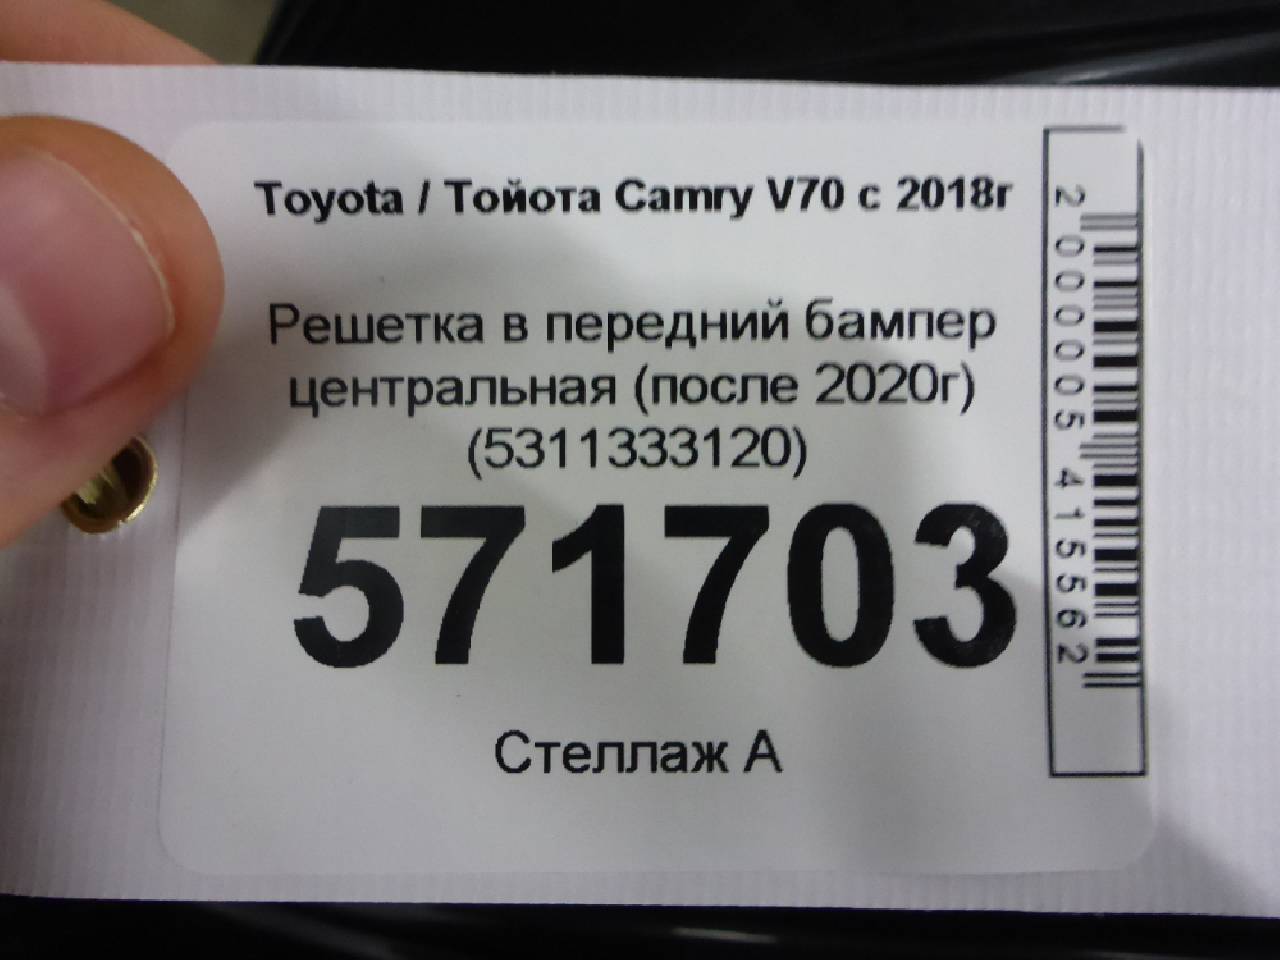 Toyota / Тойота Camry V70 с 2018г
Решетка в передний бампер
центральная (после 2020г)
(5311333120)
571703
Стеллаж А
2000005415562